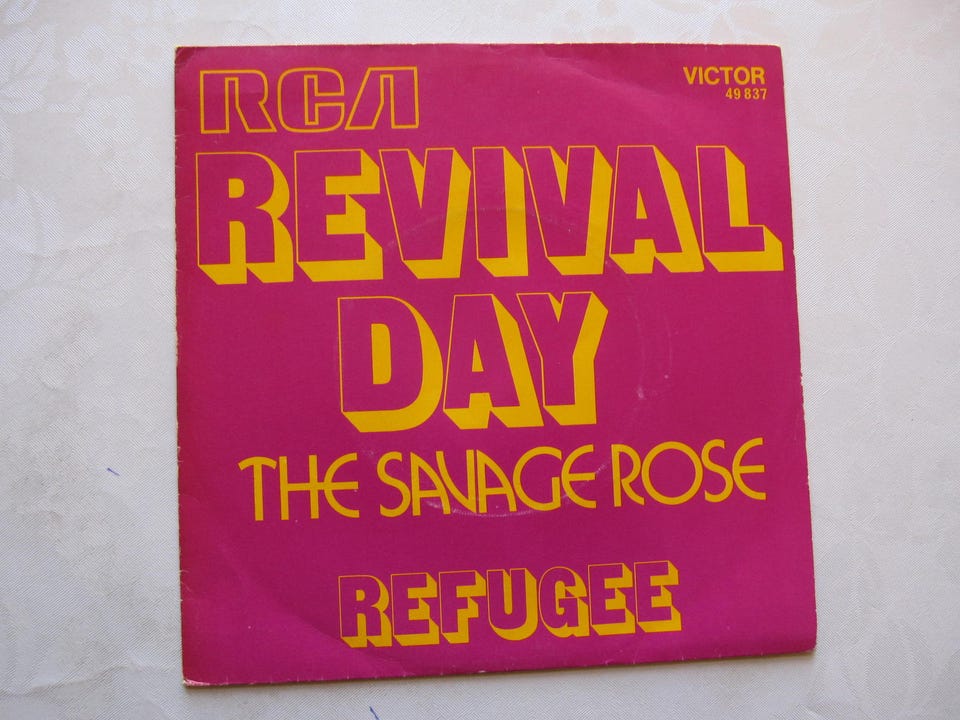 RCA
VICTOR
49 837
REVIVAL
DAY
THE SAVAGE ROSE
REFUGEE